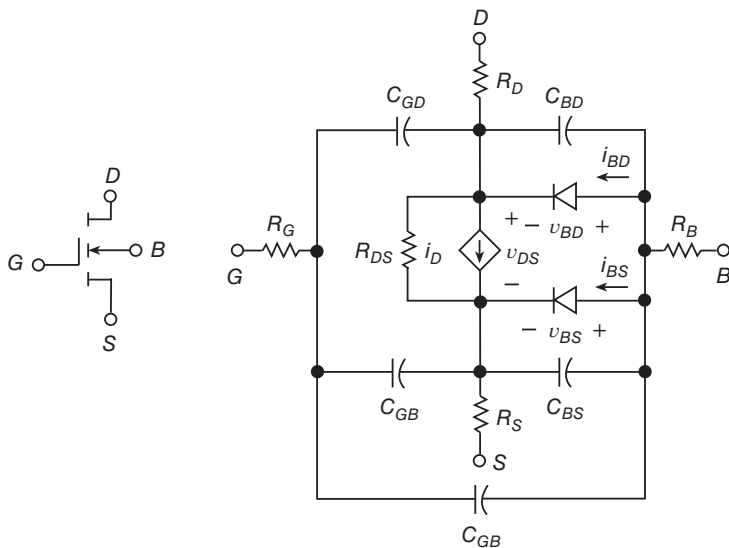 D
G
B
S
D
R_D
C_GD
C_BD
i_BD
R_G
G
R_DS
i_D
+
v_DS
−
− v_BD +
R_B
B
i_BS
− v_BS +
C_GB
C_BS
R_S
S
C_GB